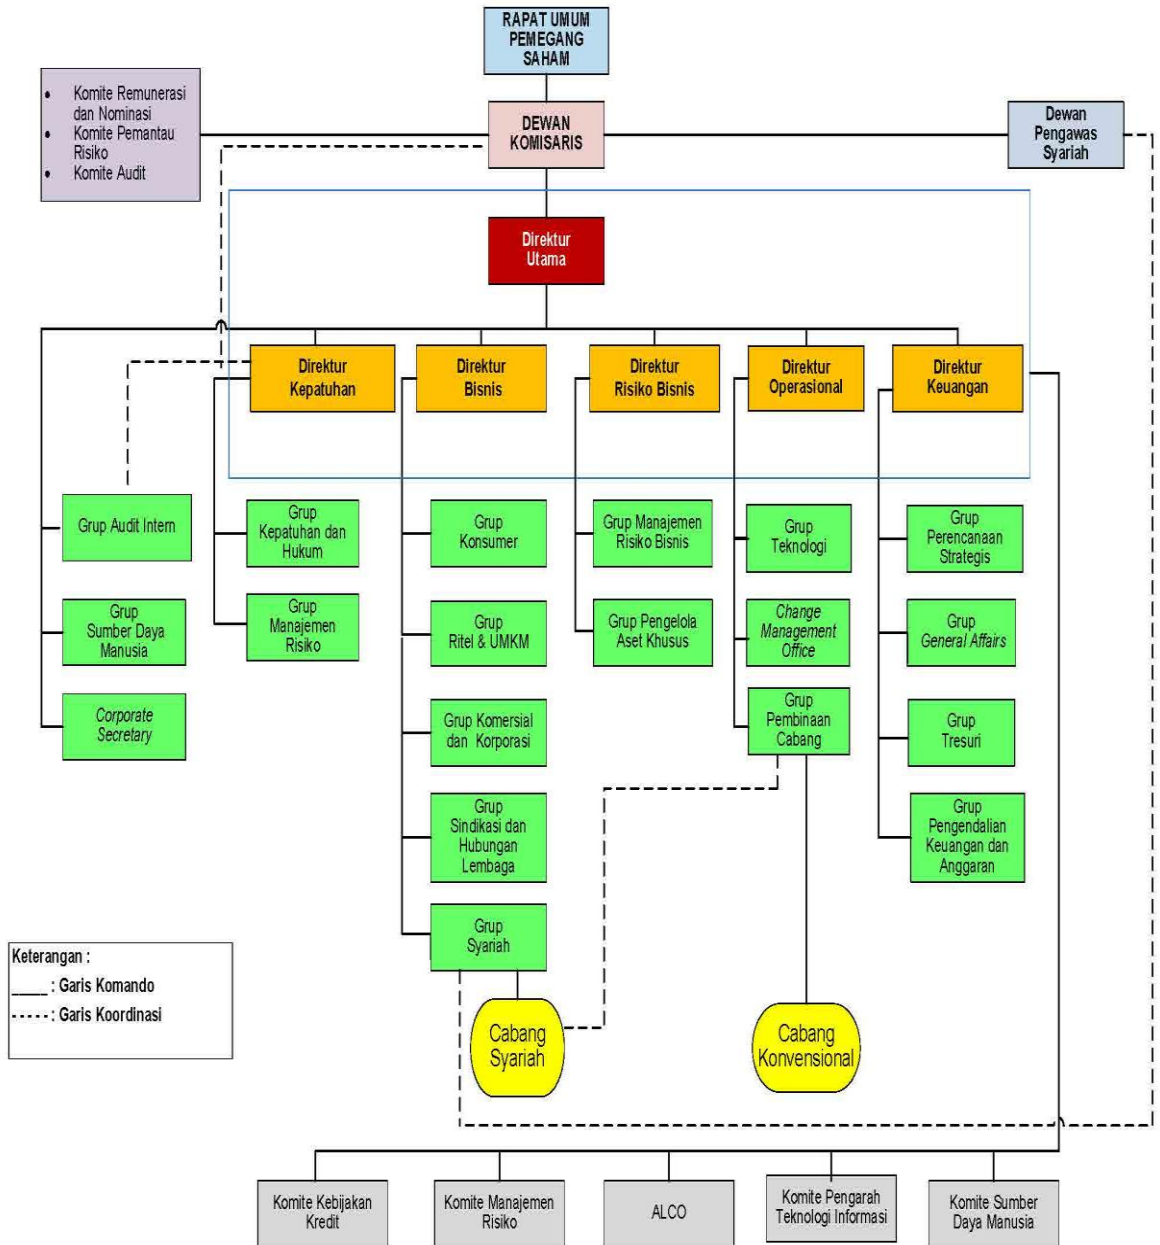 RAPAT UMUM
PEMEGANG
SAHAM
• Komite Remunerasi
dan Nominasi
• Komite Pemantau
Risiko
• Komite Audit
DEWAN
KOMISARIS
Dewan
Pengawas
Syariah
Direktur
Utama
Direktur
Kepatuhan
Direktur
Bisnis
Direktur
Risiko Bisnis
Direktur
Operasional
Direktur
Keuangan
Grup Audit Intern
Grup
Sumber Daya
Manusia
Corporate
Secretary
Grup
Kepatuhan dan
Hukum
Grup
Manajemen
Risiko
Grup
Konsumer
Grup
Ritel & UMKM
Grup Komersial
dan Korporasi
Grup
Sindikasi dan
Hubungan
Lembaga
Grup
Syariah
Grup Manajemen
Risiko Bisnis
Grup Pengelola
Aset Khusus
Grup
Teknologi
Change
Management
Office
Grup
Pembinaan
Cabang
Grup
Perencanaan
Strategis
Grup
General Affairs
Grup
Tresuri
Grup
Pengendalian
Keuangan dan
Anggaran
Keterangan :
_____ : Garis Komando
- - - - - : Garis Koordinasi
Cabang
Syariah
Cabang
Konvensional
Komite Kebijakan
Kredit
Komite Manajemen
Risiko
ALCO
Komite Pengarah
Teknologi Informasi
Komite Sumber
Daya Manusia